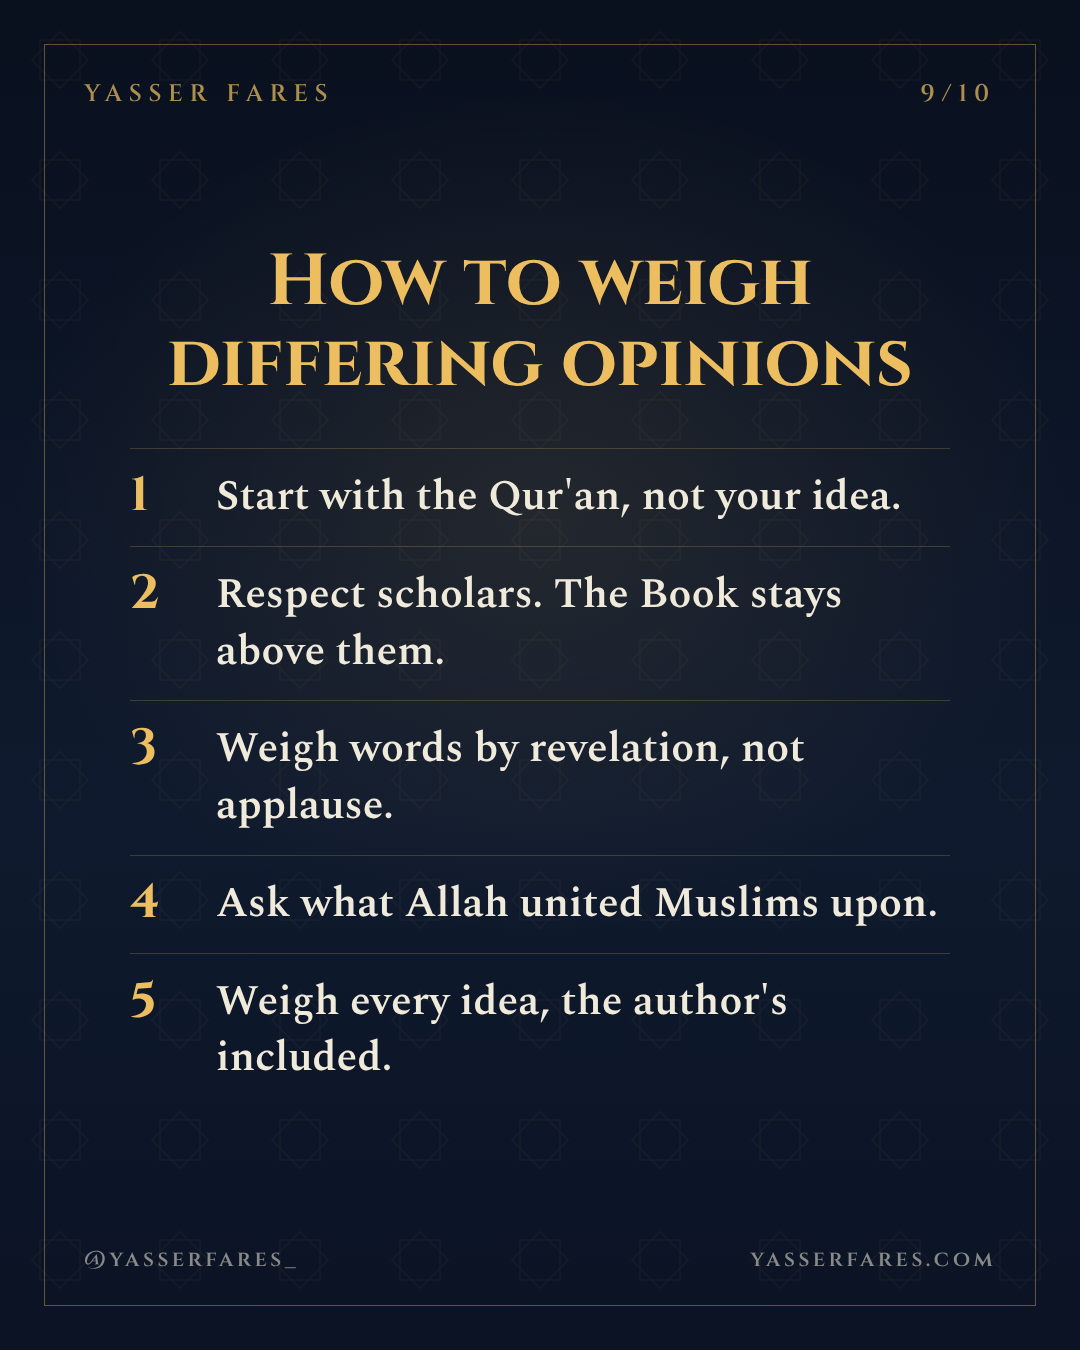 YASSER FARES
9/10
How to weigh
differing opinions
1 Start with the Qur'an, not your idea.
2 Respect scholars. The Book stays
above them.
3 Weigh words by revelation, not
applause.
4 Ask what Allah united Muslims upon.
5 Weigh every idea, the author's
included.
@YASSERFARES_
YASSERFARES.COM